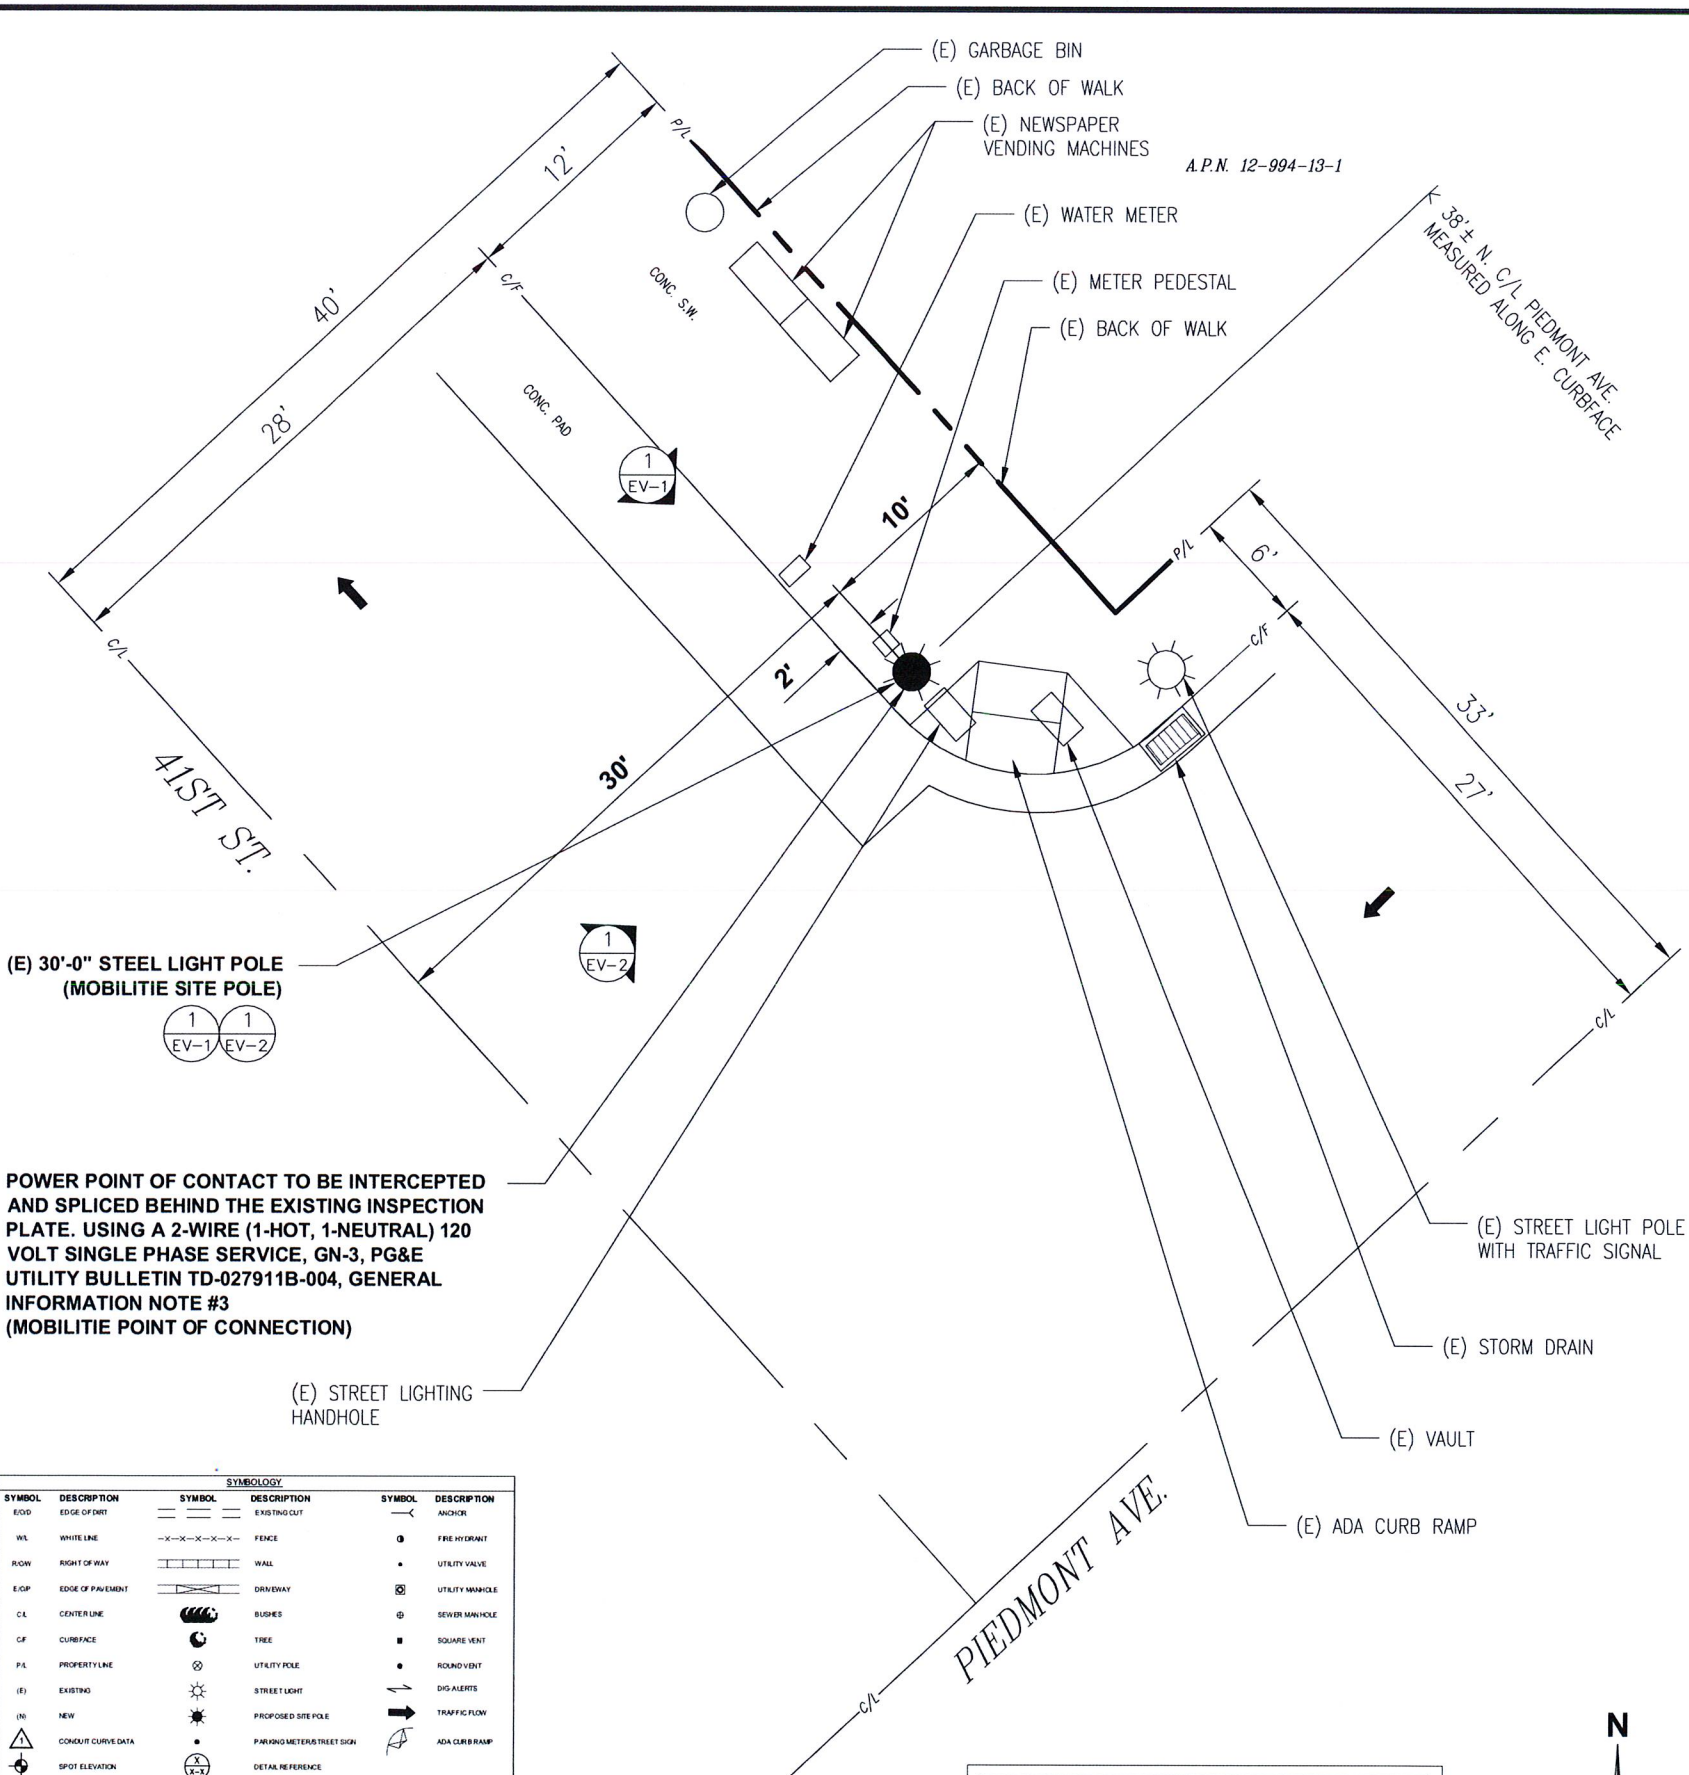 (E) GARBAGE BIN
(E) BACK OF WALK
(E) NEWSPAPER
VENDING MACHINES
A.P.N. 12-994-13-1
(E) WATER METER
(E) METER PEDESTAL
(E) BACK OF WALK
38'± N. C/L PIEDMONT AVE.
MEASURED ALONG E. CURBFACE
P/L
12'
40'
28'
C/F
CONC. S.W.
CONC. PAD
1
EV-1
10'
P/L
6'
C/F
33'
27'
C/L
C/L
2'
30'
41ST ST.
1
EV-2
(E) 30'-0" STEEL LIGHT POLE
(MOBILITIE SITE POLE)
1
EV-1
1
EV-2
POWER POINT OF CONTACT TO BE INTERCEPTED
AND SPLICED BEHIND THE EXISTING INSPECTION
PLATE. USING A 2-WIRE (1-HOT, 1-NEUTRAL) 120
VOLT SINGLE PHASE SERVICE, GN-3, PG&E
UTILITY BULLETIN TD-027911B-004, GENERAL
INFORMATION NOTE #3
(MOBILITIE POINT OF CONNECTION)
(E) STREET LIGHT POLE
WITH TRAFFIC SIGNAL
(E) STORM DRAIN
(E) STREET LIGHTING
HANDHOLE
(E) VAULT
(E) ADA CURB RAMP
PIEDMONT AVE.
C/L
N
SYMBOLOGY
SYMBOL DESCRIPTION SYMBOL DESCRIPTION SYMBOL DESCRIPTION
E/O/D EDGE OF DIRT EXISTING CUT ANCHOR
W/L WHITE LINE FENCE FIRE HYDRANT
R/O/W RIGHT OF WAY WALL UTILITY VALVE
E/O/P EDGE OF PAVEMENT DRIVEWAY UTILITY MANHOLE
C/L CENTER LINE BUSHES SEWER MANHOLE
C/F CURBFACE TREE SQUARE VENT
P/L PROPERTY LINE UTILITY POLE ROUND VENT
(E) EXISTING STREET LIGHT DIG ALERTS
(N) NEW PROPOSED SITE POLE TRAFFIC FLOW
1 CONDUIT CURVE DATA PARKING METER/STREET SIGN ADA CURB RAMP
SPOT ELEVATION X X-X DETAIL REFERENCE